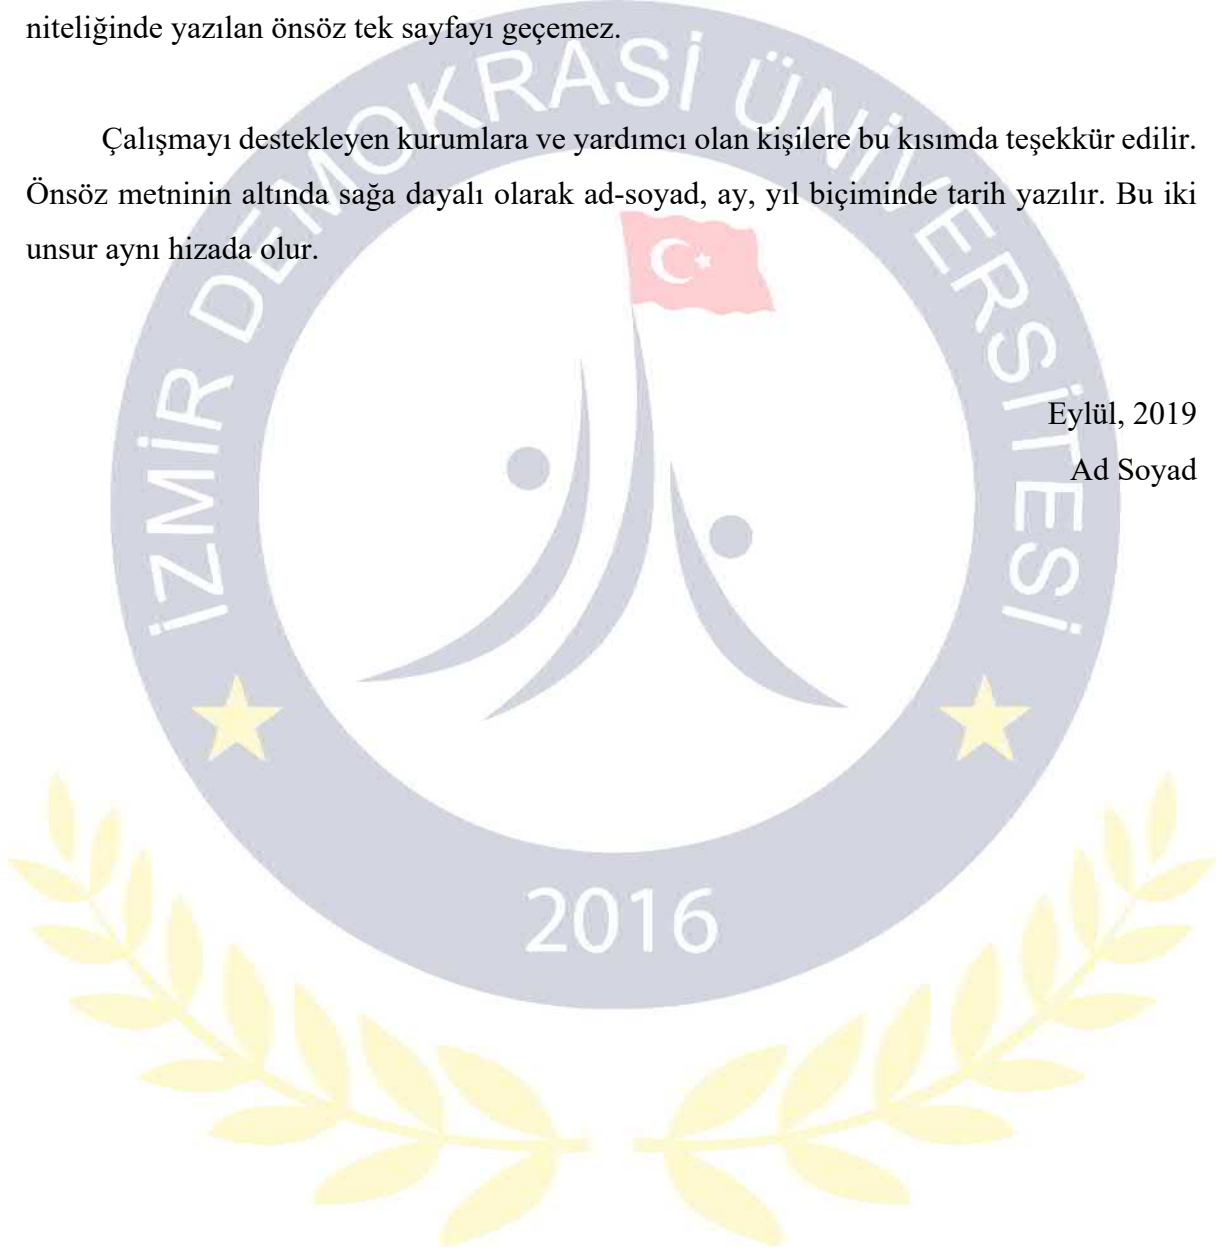 niteliğinde yazılan önsöz tek sayfayı geçemez.
Çalışmayı destekleyen kurumlara ve yardımcı olan kişilere bu kısımda teşekkür edilir.
Önsöz metninin altında sağa dayalı olarak ad-soyad, ay, yıl biçiminde tarih yazılır. Bu iki
unsur aynı hizada olur.
Eylül, 2019
Ad Soyad
İZMİR DEMOKRASİ ÜNİVERSİTESİ
2016